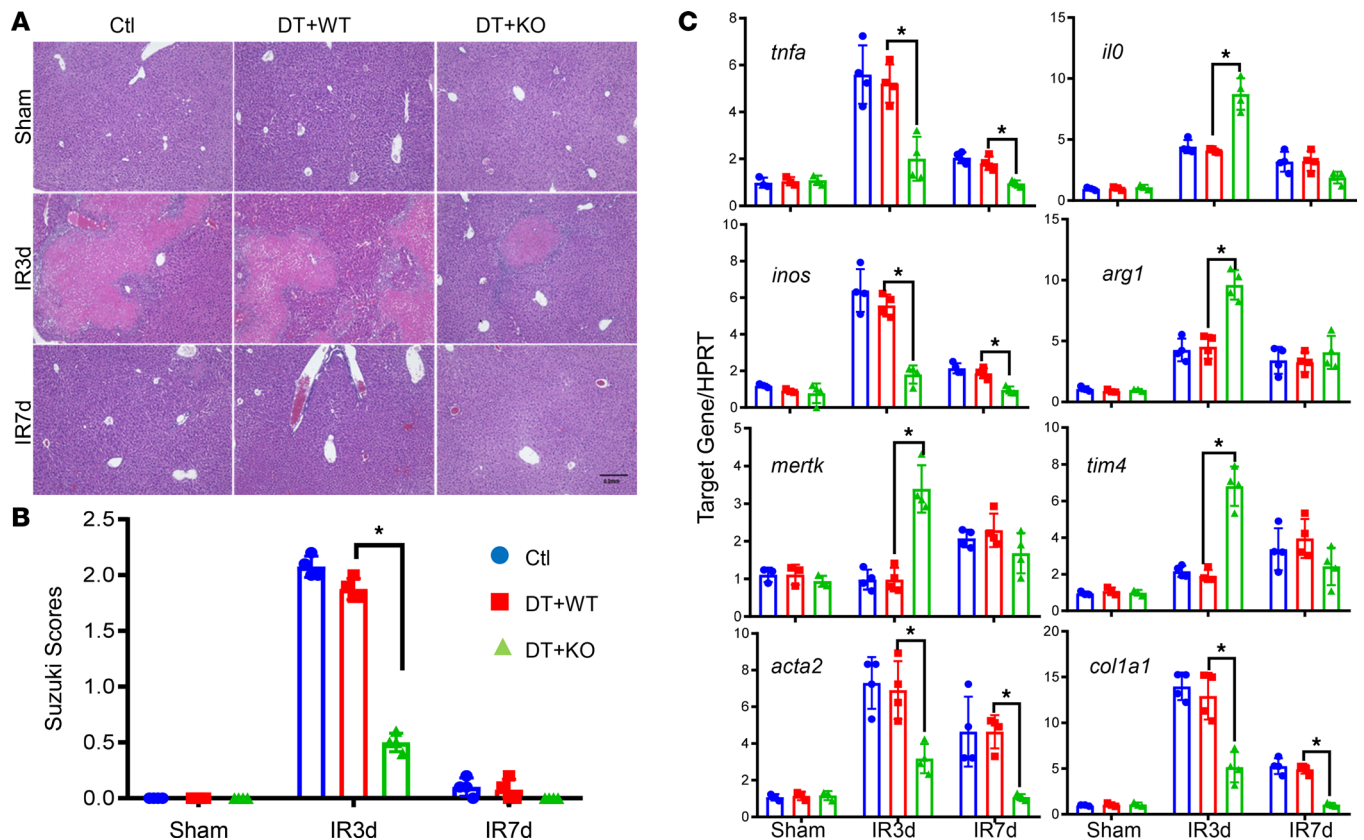 A
Ctl
DT+WT
DT+KO
Sham
IR3d
IR7d
B
Suzuki Scores
2.5
2.0
1.5
1.0
0.5
0.0
*
Ctl
DT+WT
DT+KO
Sham
IR3d
IR7d
C
Target Gene/HPRT
tnfa
8
6
4
2
0
*
*
il0
15
10
5
0
*
inos
10
8
6
4
2
0
*
*
arg1
15
10
5
0
*
mertk
5
4
3
2
1
0
*
tim4
10
8
6
4
2
0
*
acta2
10
8
6
4
2
0
*
*
Sham
IR3d
IR7d
col1a1
20
15
10
5
0
*
*
Sham
IR3d
IR7d